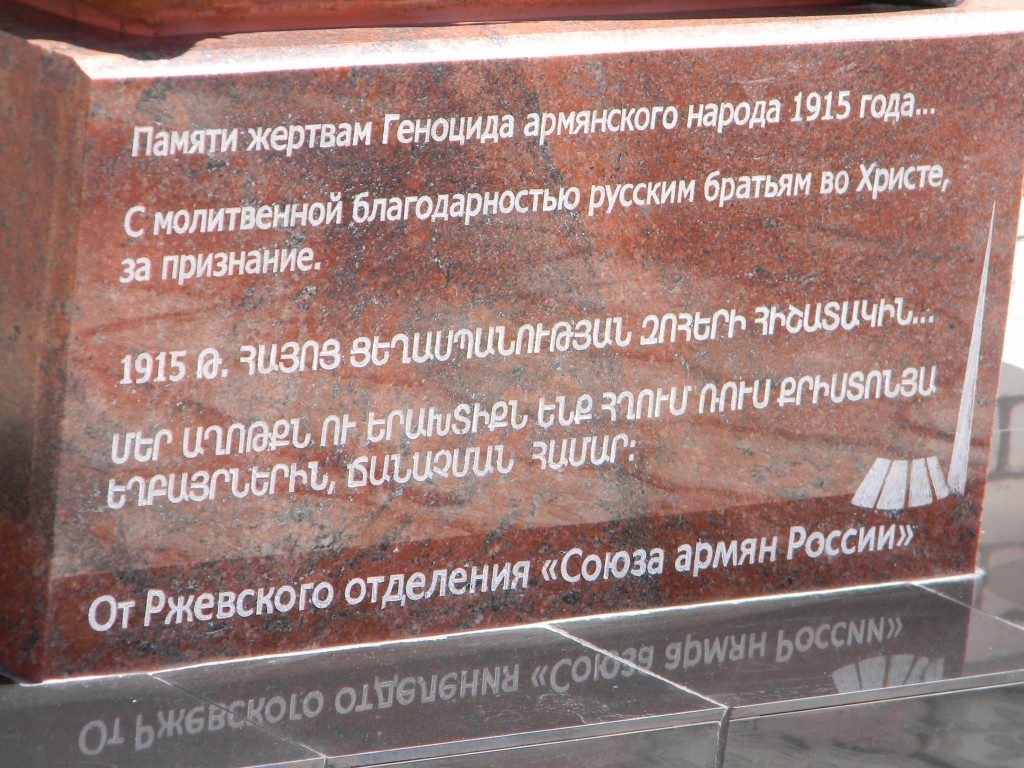 Памяти жертвам Геноцида армянского народа 1915 года...
С молитвенной благодарностью русским братьям во Христе,
за признание.
1915 Թ. ՀԱՅՈՑ ՑԵՂԱՍՊԱՆՈՒԹՅԱՆ ԶՈՀԵՐԻ ՀԻՇԱՏԱԿԻՆ...
ՄԵՐ ԱՂՈԹՔՆ ՈՒ ԵՐԱԽՏԻՔՆ ԵՆՔ ՀՂՈՒՄ ՌՈՒՍ ՔՐԻՍՏՈՆՅԱ
ԵՂԲԱՅՐՆԵՐԻՆ, ՃԱՆԱՉՄԱՆ ՀԱՄԱՐ:
От Ржевского отделения «Союза армян России»